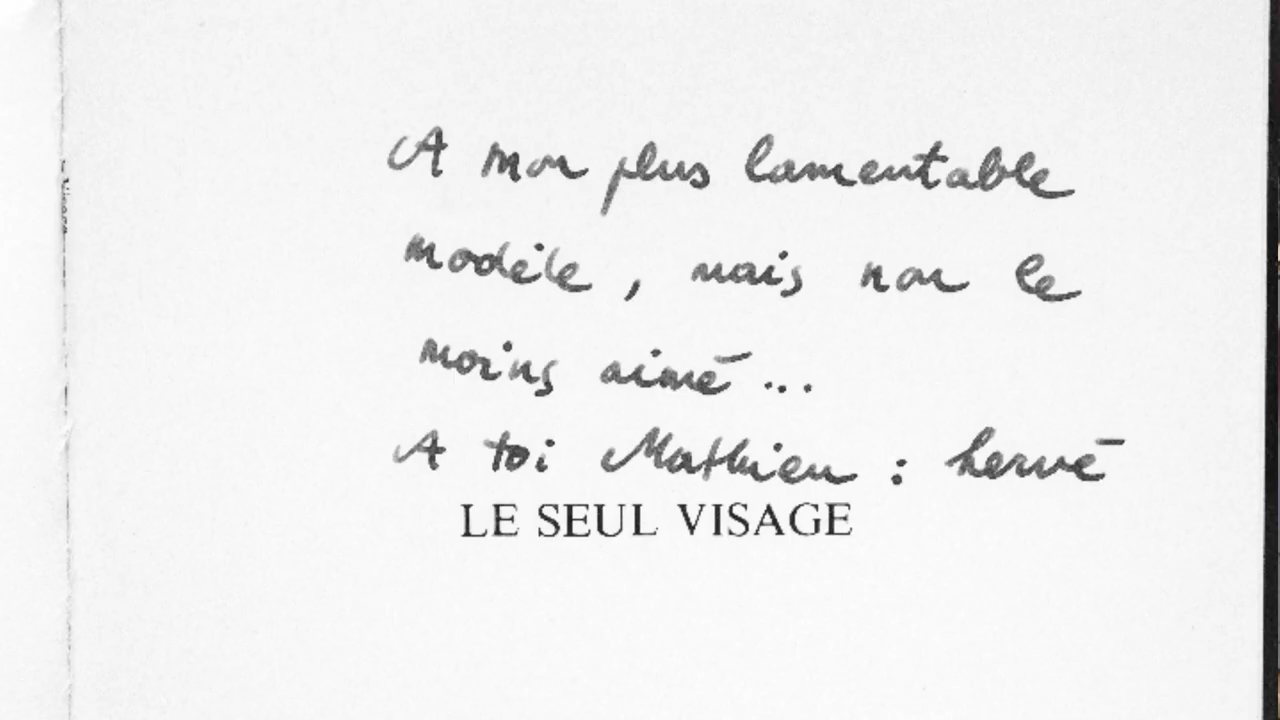 A mon plus lamentable
modèle, mais non le
moins aimé...
A toi Mathieu : hervé
LE SEUL VISAGE